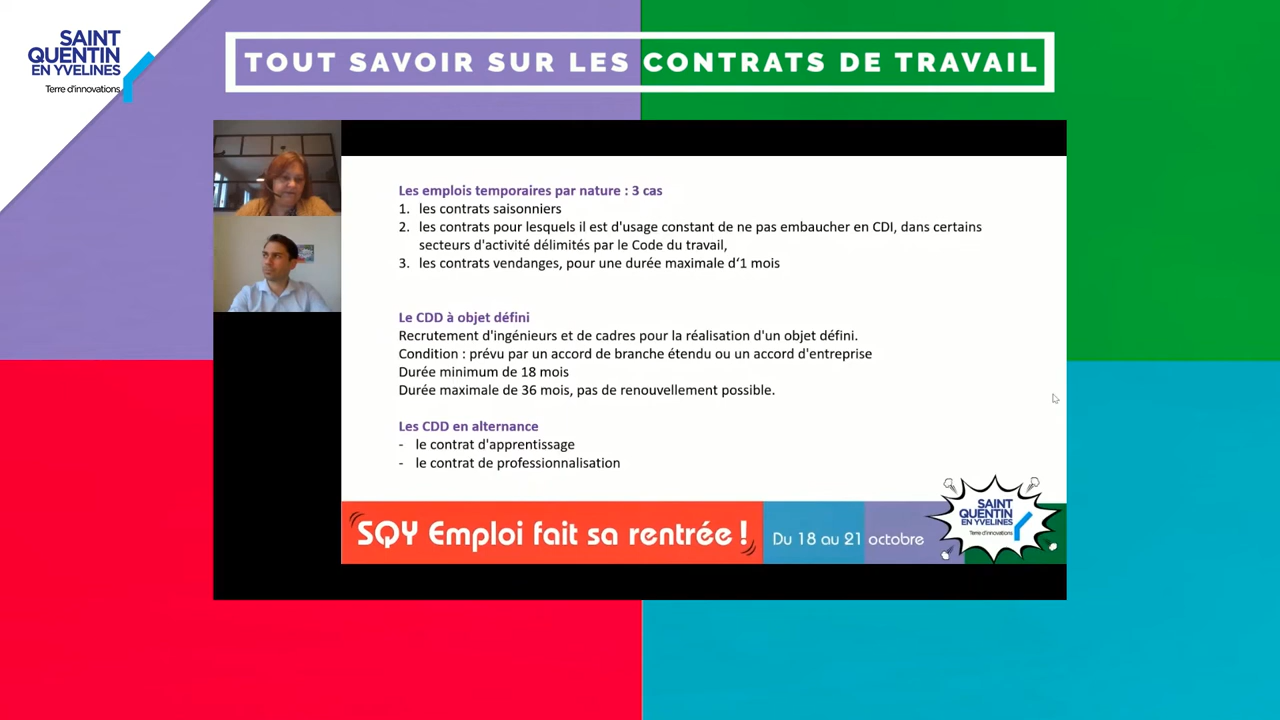 SAINT
QUENTIN
EN YVELINES
Terre d'innovations
TOUT SAVOIR SUR LES CONTRATS DE TRAVAIL
Les emplois temporaires par nature : 3 cas
1. les contrats saisonniers
2. les contrats pour lesquels il est d'usage constant de ne pas embaucher en CDI, dans certains
secteurs d'activité délimités par le Code du travail,
3. les contrats vendanges, pour une durée maximale d‘1 mois
Le CDD à objet défini
Recrutement d'ingénieurs et de cadres pour la réalisation d'un objet défini.
Condition : prévu par un accord de branche étendu ou un accord d'entreprise
Durée minimum de 18 mois
Durée maximale de 36 mois, pas de renouvellement possible.
Les CDD en alternance
- le contrat d'apprentissage
- le contrat de professionnalisation
SQY Emploi fait sa rentrée !
Du 18 au 21 octobre
SAINT
QUENTIN
EN YVELINES
Terre d'innovations